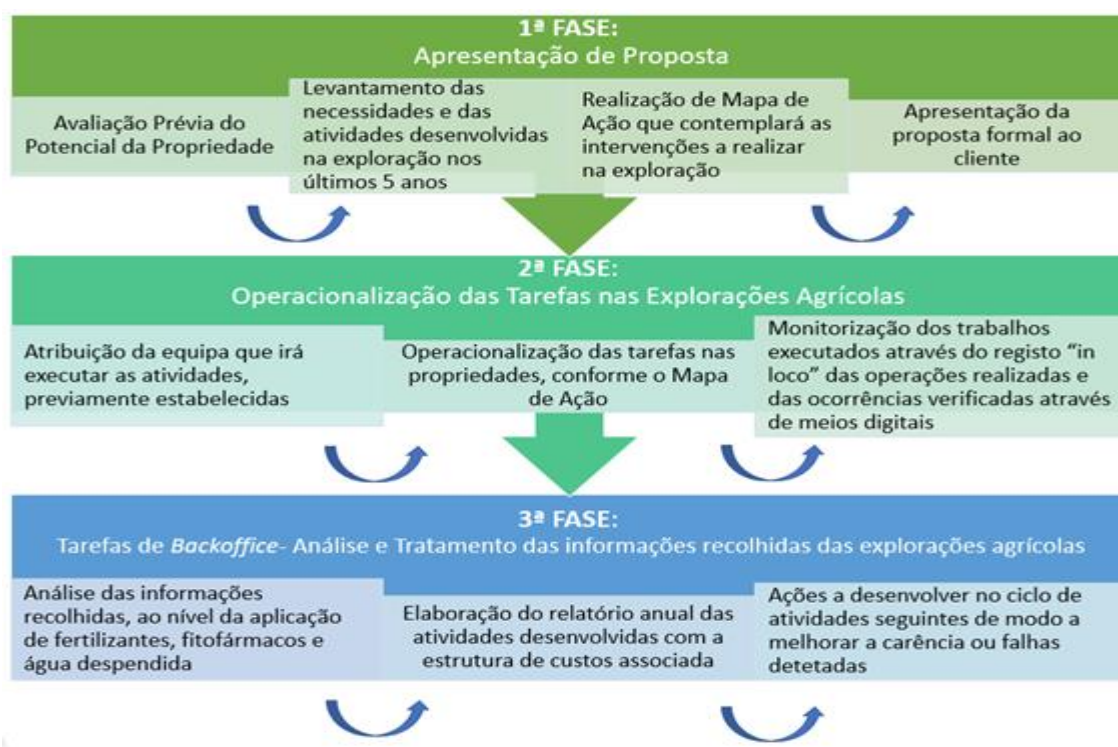 1ª FASE:
Apresentação de Proposta
Avaliação Prévia do
Potencial da Propriedade
Levantamento das
necessidades e das
atividades desenvolvidas
na exploração nos
últimos 5 anos
Realização de Mapa de
Ação que contemplará as
intervenções a realizar
na exploração
Apresentação da
proposta formal ao
cliente
2ª FASE:
Operacionalização das Tarefas nas Explorações Agrícolas
Atribuição da equipa que irá
executar as atividades,
previamente estabelecidas
Operacionalização das tarefas nas
propriedades, conforme o Mapa
de Ação
Monitorização dos trabalhos
executados através do registo “in
loco” das operações realizadas e
das ocorrências verificadas através
de meios digitais
3ª FASE:
Tarefas de Backoffice- Análise e Tratamento das informações recolhidas das explorações agrícolas
Análise das informações
recolhidas, ao nível da aplicação
de fertilizantes, fitofármacos e
água despendida
Elaboração do relatório anual das
atividades desenvolvidas com a
estrutura de custos associada
Ações a desenvolver no ciclo de
atividades seguintes de modo a
melhorar a carência ou falhas
detetadas